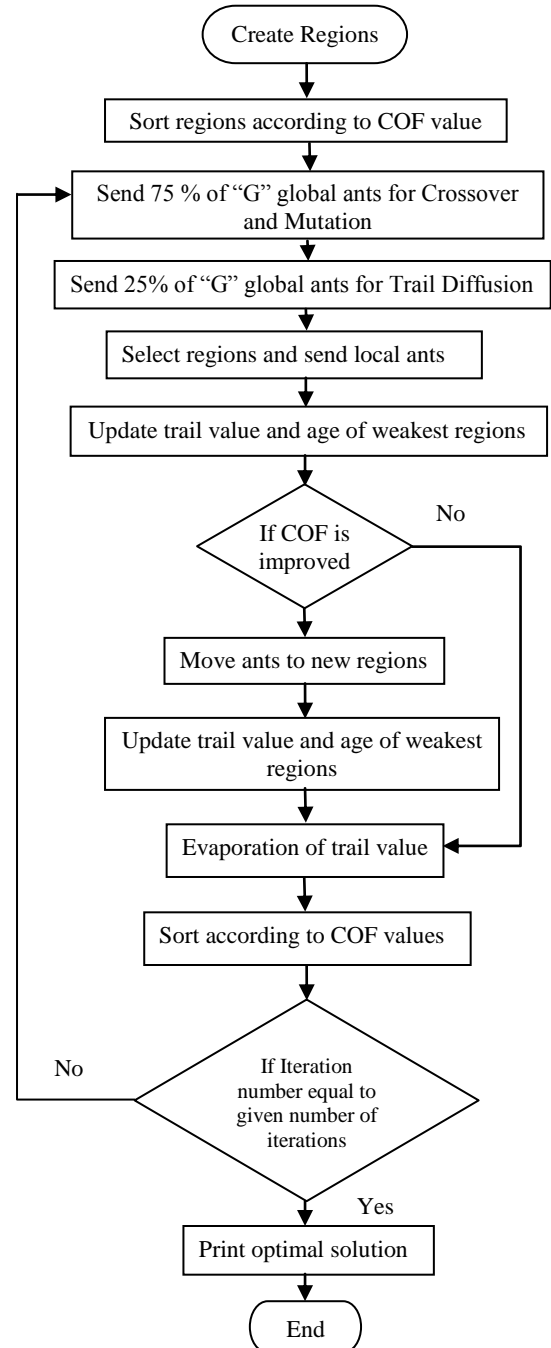 Create Regions
Sort regions according to COF value
Send 75 % of “G” global ants for Crossover
and Mutation
Send 25% of “G” global ants for Trail Diffusion
Select regions and send local ants
Update trail value and age of weakest regions
No
If COF is
improved
Move ants to new regions
Update trail value and age of weakest
regions
Evaporation of trail value
Sort according to COF values
No
If Iteration
number equal to
given number of
iterations
Yes
Print optimal solution
End